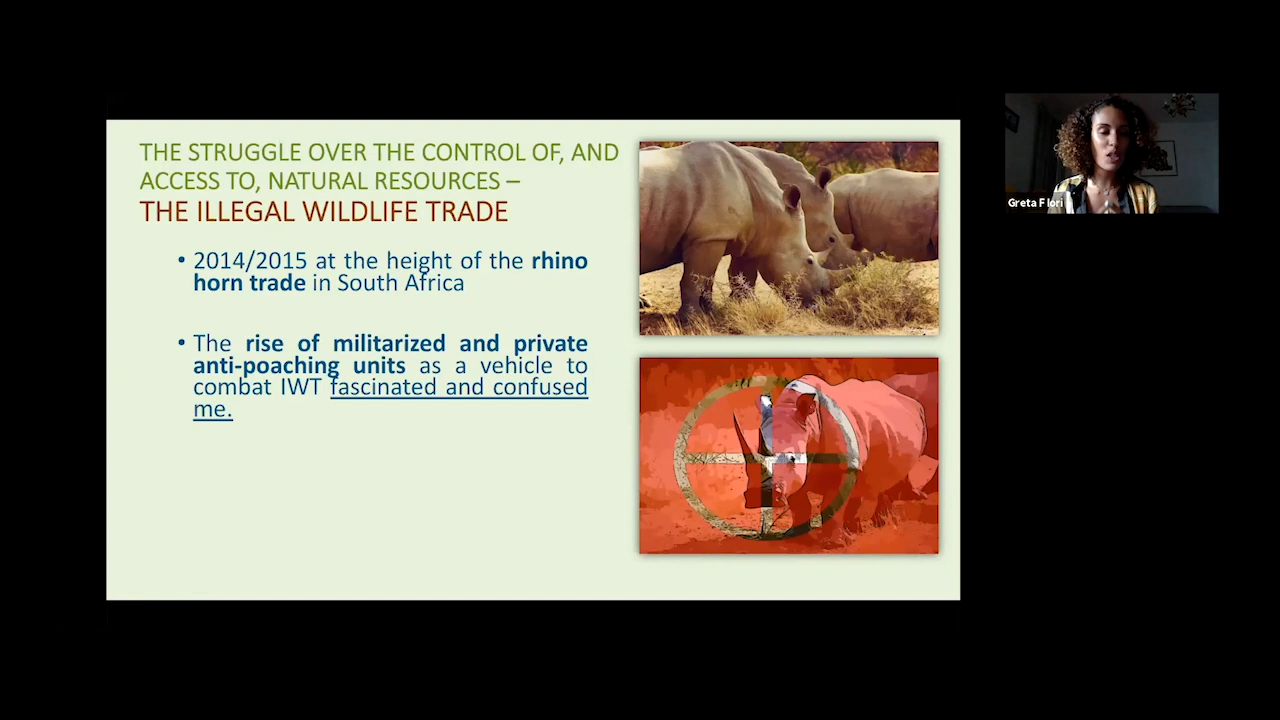 THE STRUGGLE OVER THE CONTROL OF, AND
ACCESS TO, NATURAL RESOURCES –
THE ILLEGAL WILDLIFE TRADE
• 2014/2015 at the height of the rhino
horn trade in South Africa
• The rise of militarized and private
anti-poaching units as a vehicle to
combat IWT fascinated and confused
me.
Greta F Iori